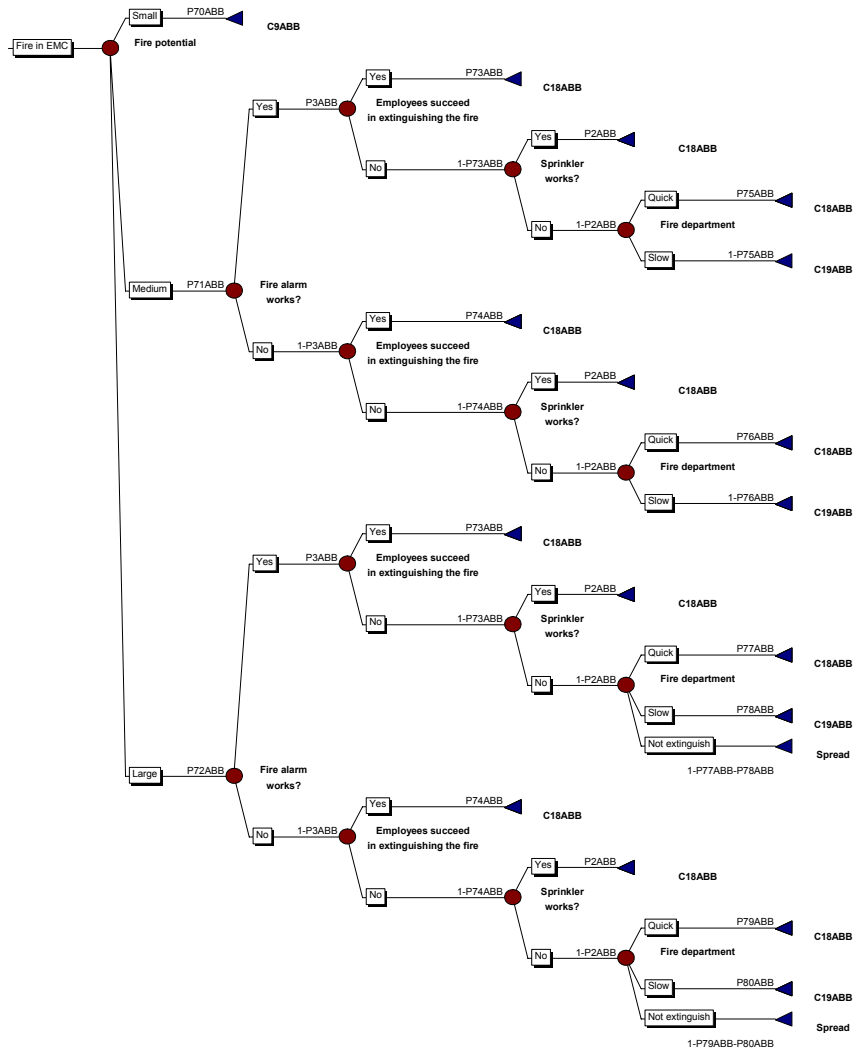 Small P70ABB
C9ABB
Fire in EMC
Fire potential
Yes P73ABB
C18ABB
Yes P3ABB
Employees succeed
in extinguishing the fire
Yes P2ABB
C18ABB
No 1-P73ABB
Sprinkler
works?
Quick P75ABB
C18ABB
No 1-P2ABB
Fire department
Slow 1-P75ABB
C19ABB
Medium P71ABB
Fire alarm
works?
Yes P74ABB
C18ABB
No 1-P3ABB
Employees succeed
in extinguishing the fire
Yes P2ABB
C18ABB
No 1-P74ABB
Sprinkler
works?
Quick P76ABB
C18ABB
No 1-P2ABB
Fire department
Slow 1-P76ABB
C19ABB
Yes P73ABB
C18ABB
Yes P3ABB
Employees succeed
in extinguishing the fire
Yes P2ABB
C18ABB
No 1-P73ABB
Sprinkler
works?
Quick P77ABB
C18ABB
No 1-P2ABB
Fire department
Slow P78ABB
C19ABB
Not extinguish
Spread
1-P77ABB-P78ABB
Large P72ABB
Fire alarm
works?
Yes P74ABB
C18ABB
No 1-P3ABB
Employees succeed
in extinguishing the fire
Yes P2ABB
C18ABB
No 1-P74ABB
Sprinkler
works?
Quick P79ABB
C18ABB
No 1-P2ABB
Fire department
Slow P80ABB
C19ABB
Not extinguish
Spread
1-P79ABB-P80ABB